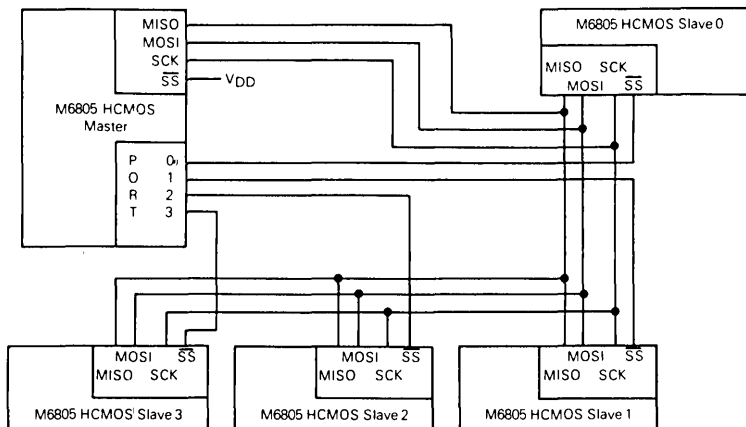 MISO
MOSI
SCK
SS
VDD
M6805 HCMOS
Master
P 0
O 1
R 2
T 3
M6805 HCMOS Slave 0
MISO SCK
MOSI SS
MOSI SS
MISO SCK
M6805 HCMOS Slave 3
MOSI SS
MISO SCK
M6805 HCMOS Slave 2
MOSI SS
MISO SCK
M6805 HCMOS Slave 1